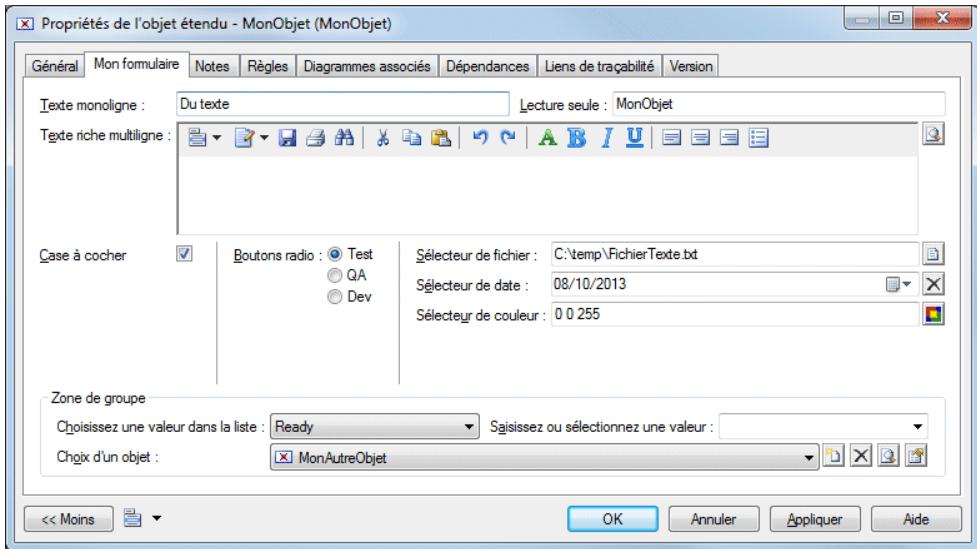 Propriétés de l'objet étendu - MonObjet (MonObjet)
Général Mon formulaire Notes Règles Diagrammes associés Dépendances Liens de traçabilité Version
Texte monoligne : Du texte Lecture seule : MonObjet
Texte riche multiligne :
A B I U
Case à cocher Boutons radio : Test Sélecteur de fichier : C:\temp\FichierTexte.txt
QA Sélecteur de date : 08/10/2013
Dev Sélecteur de couleur : 0 0 255
Zone de groupe
Choisissez une valeur dans la liste : Ready Saisissez ou sélectionnez une valeur :
Choix d'un objet : MonAutreObjet
<< Moins OK Annuler Appliquer Aide